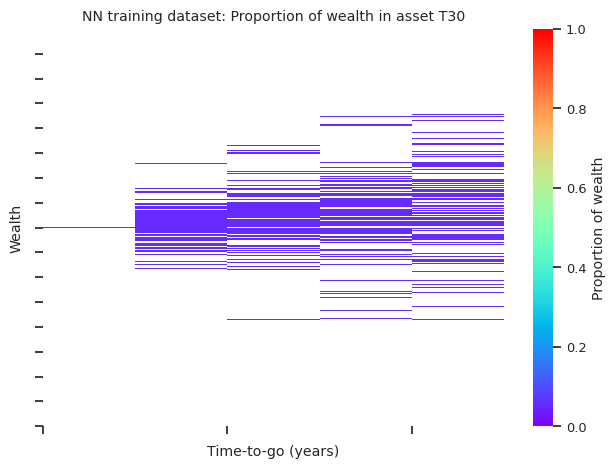 NN training dataset: Proportion of wealth in asset T30
Wealth
Time-to-go (years)
1.0
0.8
0.6
0.4
0.2
0.0
Proportion of wealth